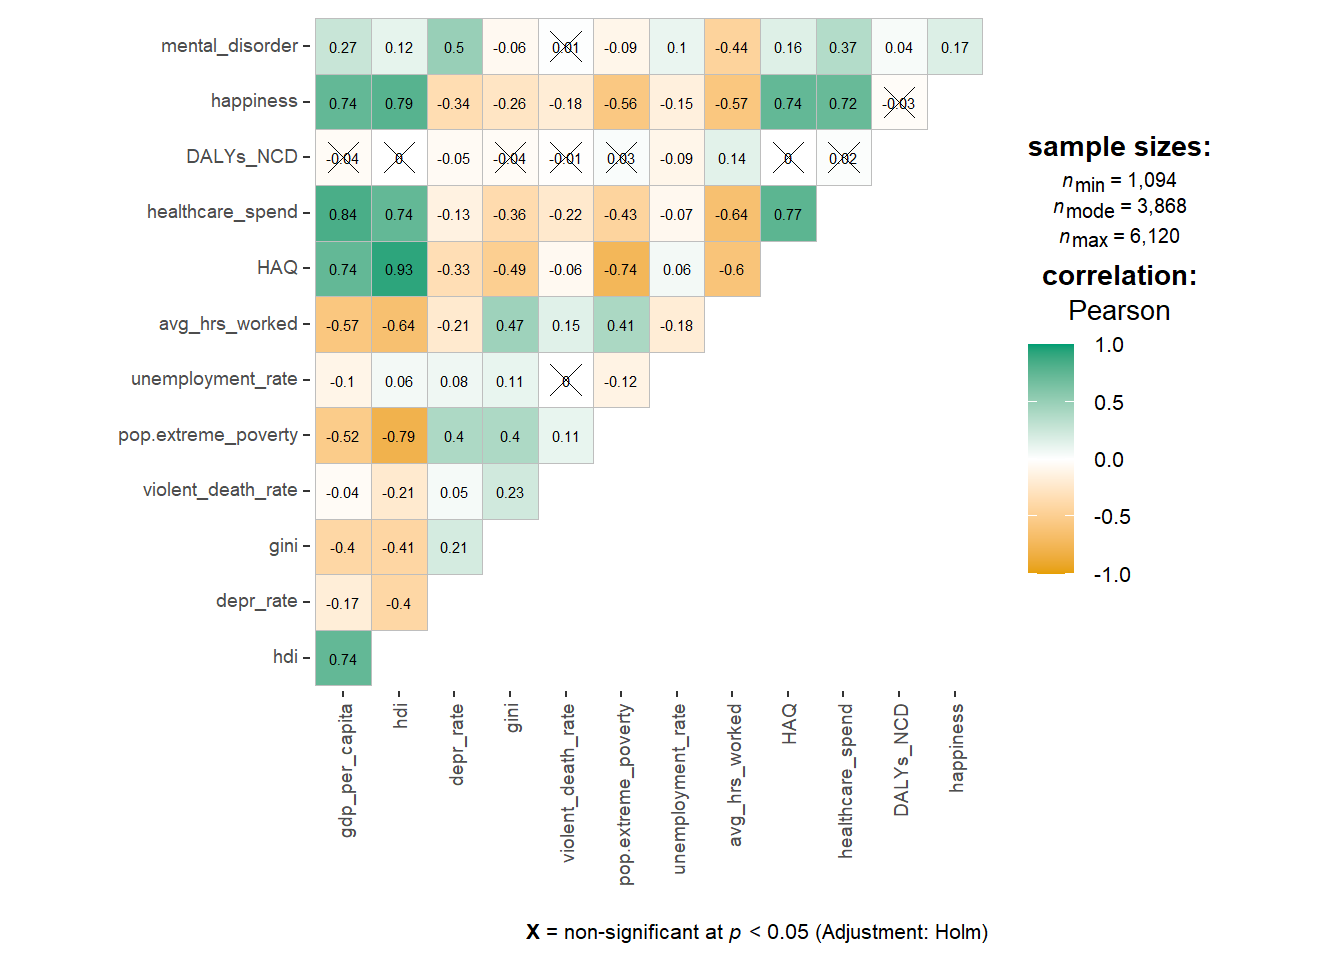 mental_disorder 0.27 0.12 0.5 -0.06 0.01 -0.09 0.1 -0.44 0.16 0.37 0.04 0.17
happiness 0.74 0.79 -0.34 -0.26 -0.18 -0.56 -0.15 -0.57 0.74 0.72 -0.03
DALYs_NCD -0.04 0 -0.05 -0.04 -0.01 0.03 -0.09 0.14 0 0.02
healthcare_spend 0.84 0.74 -0.13 -0.36 -0.22 -0.43 -0.07 -0.64 0.77
HAQ 0.74 0.93 -0.33 -0.49 -0.06 -0.74 0.06 -0.6
avg_hrs_worked -0.57 -0.64 -0.21 0.47 0.15 0.41 -0.18
unemployment_rate -0.1 0.06 0.08 0.11 0 -0.12
pop.extreme_poverty -0.52 -0.79 0.4 0.4 0.11
violent_death_rate -0.04 -0.21 0.05 0.23
gini -0.4 -0.41 0.21
depr_rate -0.17 -0.4
hdi 0.74
gdp_per_capita
hdi
depr_rate
gini
violent_death_rate
pop.extreme_poverty
unemployment_rate
avg_hrs_worked
HAQ
healthcare_spend
DALYs_NCD
happiness
sample sizes:
nmin = 1,094
nmode = 3,868
nmax = 6,120
correlation:
Pearson
1.0
0.5
0.0
-0.5
-1.0
X = non-significant at p < 0.05 (Adjustment: Holm)